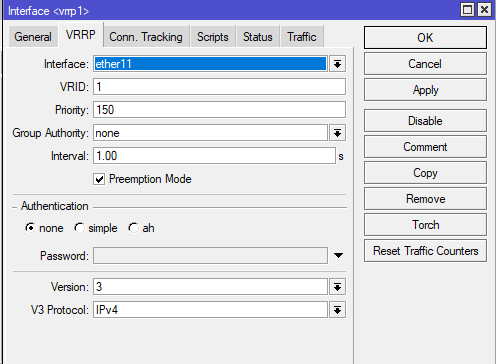 Interface <vrrp1>
General VRRP Conn. Tracking Scripts Status Traffic
Interface: ether11
VRID: 1
Priority: 150
Group Authority: none
Interval: 1.00 s
Preemption Mode
Authentication
none simple ah
Password:
Version: 3
V3 Protocol: IPv4
OK
Cancel
Apply
Disable
Comment
Copy
Remove
Torch
Reset Traffic Counters